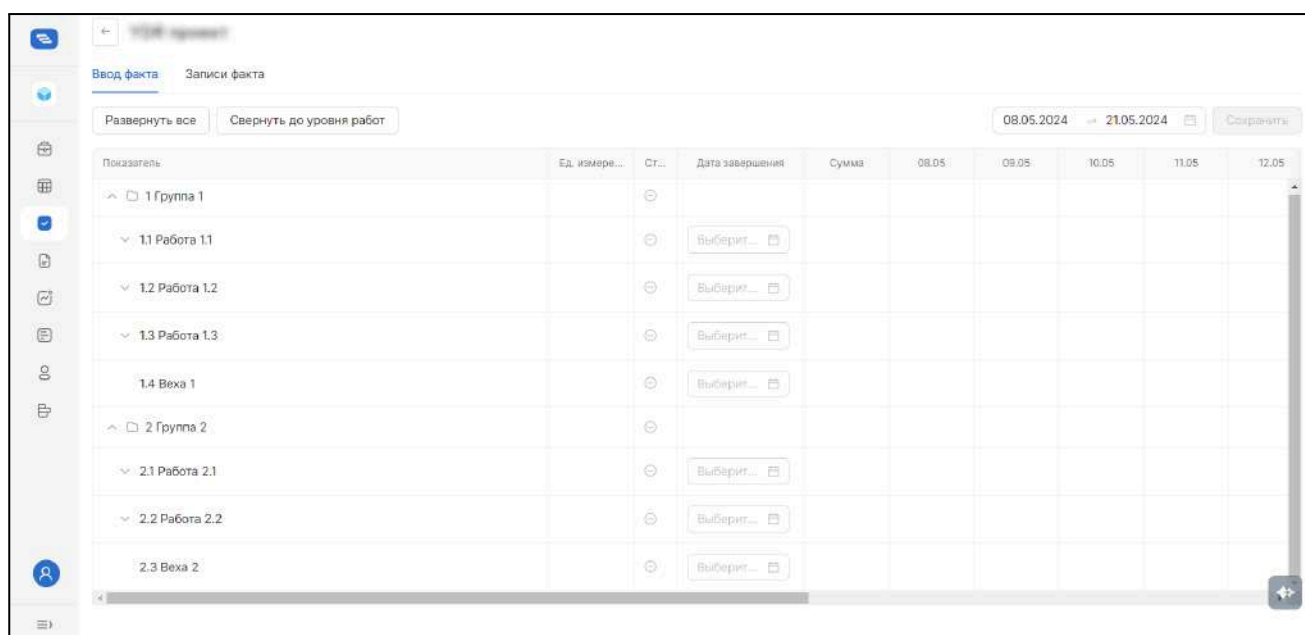 Ввод факта Записи факта
Развернуть все Свернуть до уровня работ 08.05.2024 → 21.05.2024 Сохранить
Показатель Ед. измере... Ст... Дата завершения Сумма 08.05 09.05 10.05 11.05 12.05
1 Группа 1
1.1 Работа 1.1 Выберит...
1.2 Работа 1.2 Выберит...
1.3 Работа 1.3 Выберит...
1.4 Веха 1 Выберит...
2 Группа 2
2.1 Работа 2.1 Выберит...
2.2 Работа 2.2 Выберит...
2.3 Веха 2 Выберит...